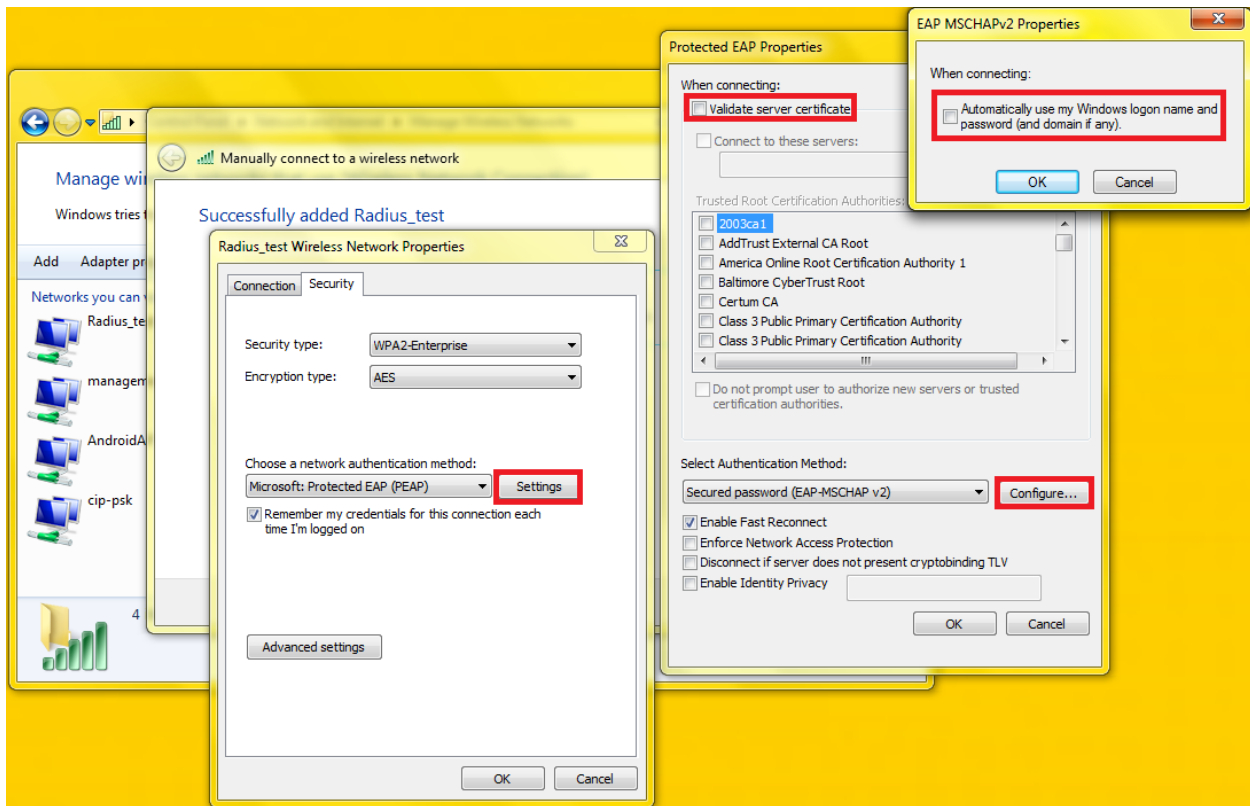 Manage wi
Windows tries t
Add Adapter pr
Networks you can v
Radius_te
managem
AndroidA
cip-psk
4
Manually connect to a wireless network
Successfully added Radius_test
Radius_test Wireless Network Properties
Connection Security
Security type: WPA2-Enterprise
Encryption type: AES
Choose a network authentication method:
Microsoft: Protected EAP (PEAP) Settings
Remember my credentials for this connection each
time I'm logged on
Advanced settings
OK Cancel
Protected EAP Properties
When connecting:
Validate server certificate
Connect to these servers:
Trusted Root Certification Authorities:
2003ca1
AddTrust External CA Root
America Online Root Certification Authority 1
Baltimore CyberTrust Root
Certum CA
Class 3 Public Primary Certification Authority
Class 3 Public Primary Certification Authority
Do not prompt user to authorize new servers or trusted
certification authorities.
Select Authentication Method:
Secured password (EAP-MSCHAP v2) Configure...
Enable Fast Reconnect
Enforce Network Access Protection
Disconnect if server does not present cryptobinding TLV
Enable Identity Privacy
OK Cancel
EAP MSCHAPv2 Properties
When connecting:
Automatically use my Windows logon name and
password (and domain if any).
OK Cancel